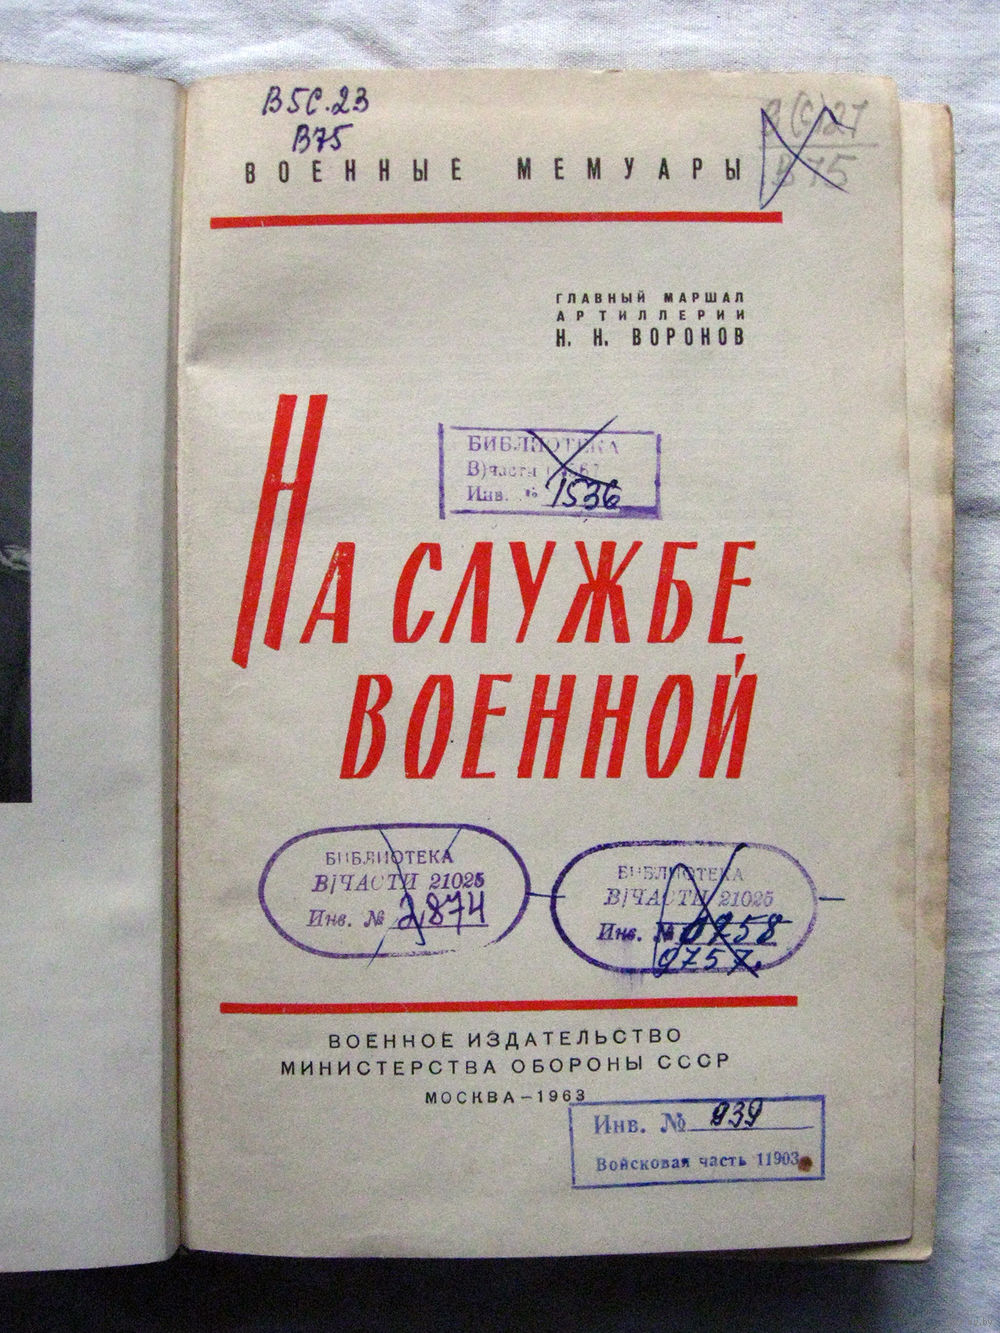 В5С.23
В75
ВОЕННЫЕ МЕМУАРЫ
В75
ГЛАВНЫЙ МАРШАЛ
АРТИЛЛЕРИИ
Н. Н. ВОРОНОВ
БИБЛИОТЕКА
В)части
Инв. № 1536
НА СЛУЖБЕ
ВОЕННОЙ
БИБЛИОТЕКА
В/ЧАСТИ 21025
Инв. № 2874
БИБЛИОТЕКА
В/ЧАСТИ 21025
Инв. №
9757
ВОЕННОЕ ИЗДАТЕЛЬСТВО
МИНИСТЕРСТВА ОБОРОНЫ СССР
МОСКВА–1963
Инв. № 939
Войсковая часть 11903